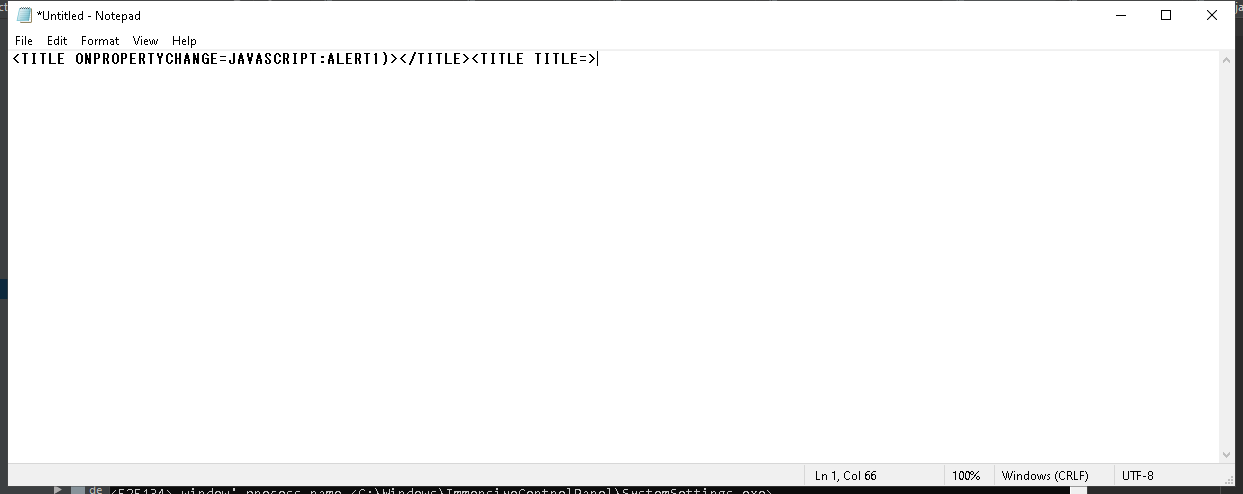 *Untitled - Notepad
File Edit Format View Help
<TITLE ONPROPERTYCHANGE=JAVASCRIPT:ALERT1)></TITLE><TITLE TITLE=>
Ln 1, Col 66 100% Windows (CRLF) UTF-8
de <525134> window' process name <C:\Windows\ImmersiveControlPanel\SystemSettings.exe>